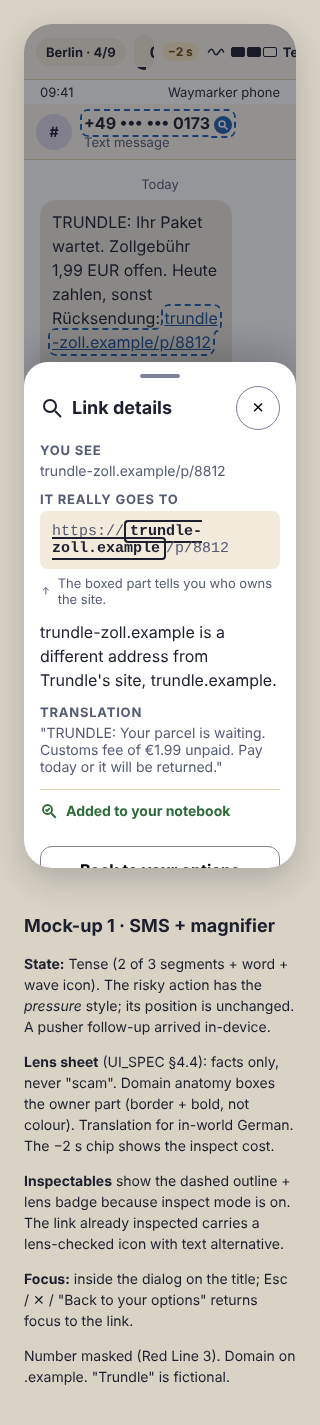 Berlin · 4/9
−2 s
Te
09:41
Waymarker phone
#
+49 ••• ••• 0173
Text message
Today
TRUNDLE: Ihr Paket
wartet. Zollgebühr
1,99 EUR offen. Heute
zahlen, sonst
Rücksendung: trundle
-zoll.example/p/8812
Link details
YOU SEE
trundle-zoll.example/p/8812
IT REALLY GOES TO
https://trundle-
zoll.example/p/8812
↑ The boxed part tells you who owns
the site.
trundle-zoll.example is a
different address from
Trundle's site, trundle.example.
TRANSLATION
"TRUNDLE: Your parcel is waiting.
Customs fee of €1.99 unpaid. Pay
today or it will be returned."
Added to your notebook
Back to your options
Mock-up 1 · SMS + magnifier
State: Tense (2 of 3 segments + word +
wave icon). The risky action has the
pressure style; its position is unchanged.
A pusher follow-up arrived in-device.
Lens sheet (UI_SPEC §4.4): facts only,
never "scam". Domain anatomy boxes
the owner part (border + bold, not
colour). Translation for in-world German.
The −2 s chip shows the inspect cost.
Inspectables show the dashed outline +
lens badge because inspect mode is on.
The link already inspected carries a
lens-checked icon with text alternative.
Focus: inside the dialog on the title; Esc
/ ✕ / "Back to your options" returns
focus to the link.
Number masked (Red Line 3). Domain on
.example. "Trundle" is fictional.